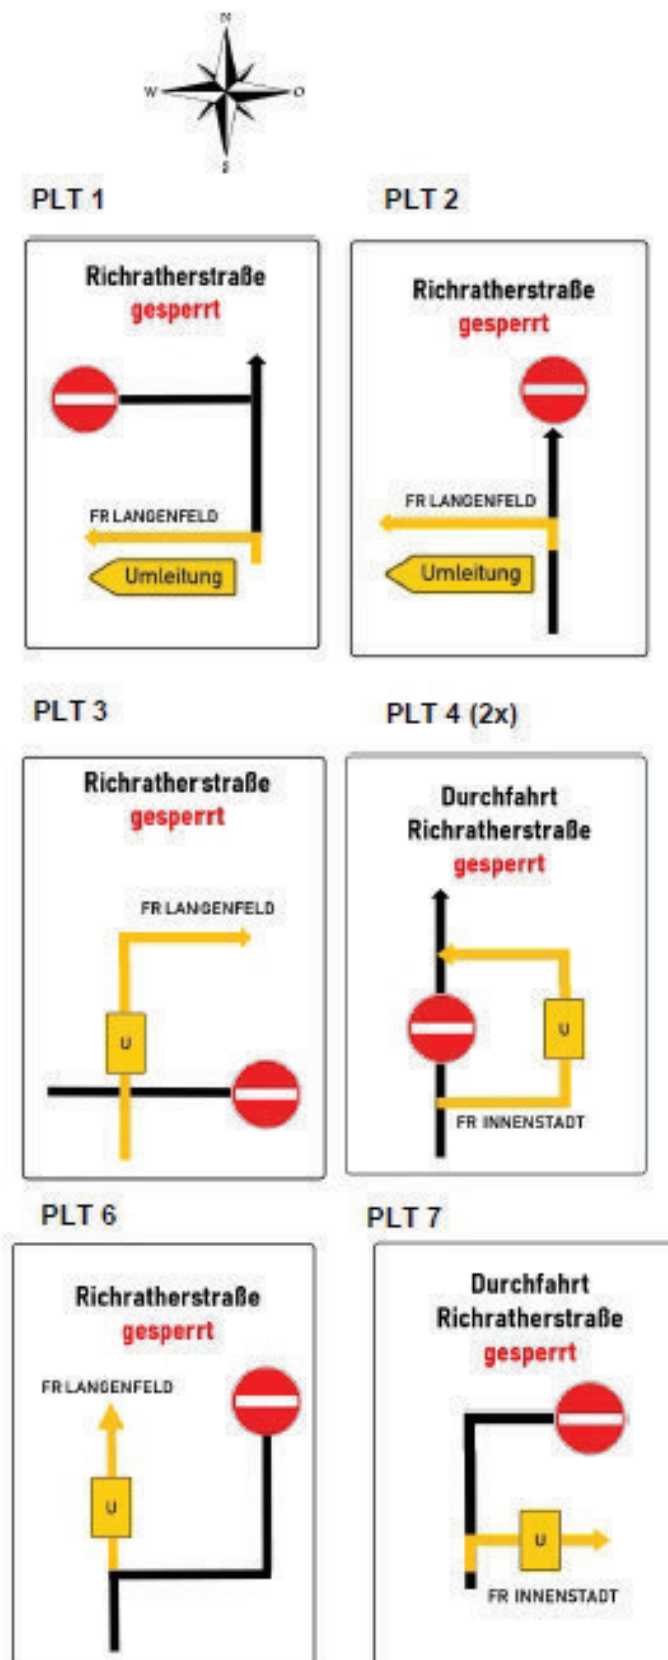 N
W
O
S
PLT 1
PLT 2
Richratherstraße
gesperrt
FR LANGENFELD
Umleitung
Richratherstraße
gesperrt
FR LANGENFELD
Umleitung
PLT 3
PLT 4 (2x)
Richratherstraße
gesperrt
FR LANGENFELD
U
Durchfahrt
Richratherstraße
gesperrt
U
FR INNENSTADT
PLT 6
PLT 7
Richratherstraße
gesperrt
FR LANGENFELD
U
Durchfahrt
Richratherstraße
gesperrt
U
FR INNENSTADT